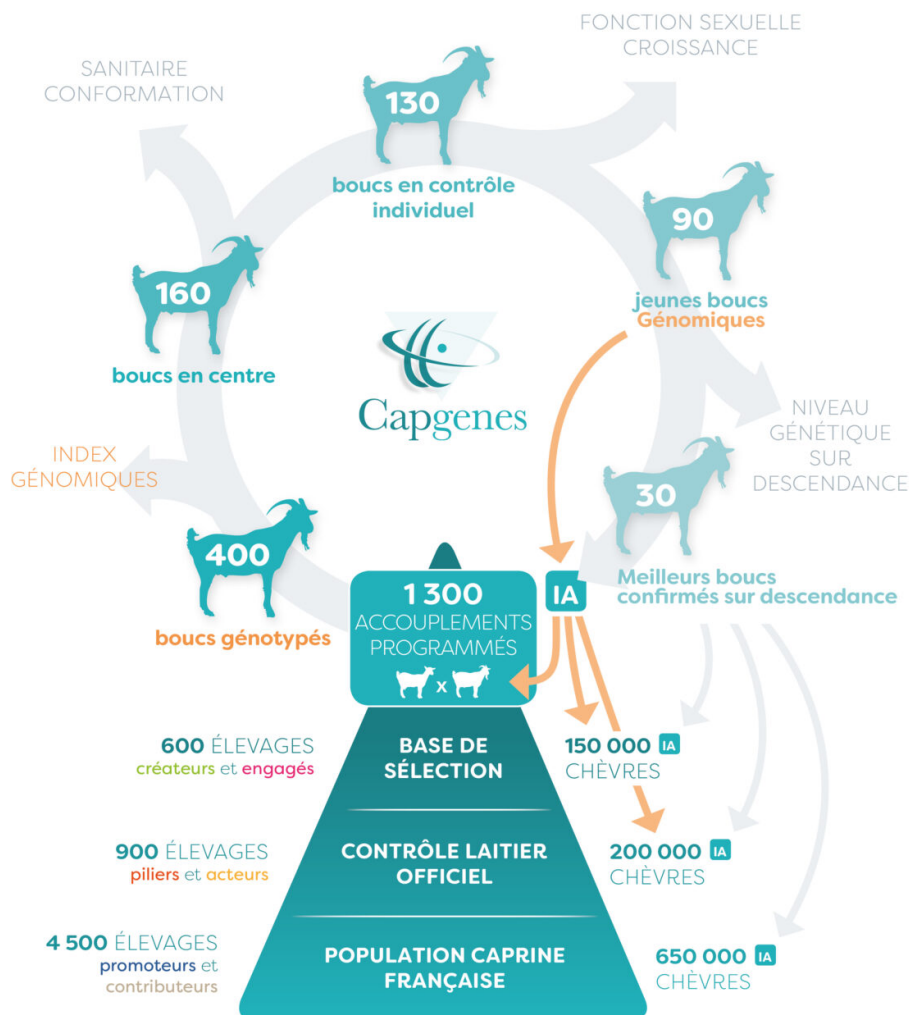 FONCTION SEXUELLE
CROISSANCE
SANITAIRE
CONFORMATION
130
boucs en contrôle
individuel
90
jeunes boucs
Génomiques
160
boucs en centre
Capgenes
NIVEAU
GÉNÉTIQUE
SUR
DESCENDANCE
INDEX
GÉNOMIQUES
30
Meilleurs boucs
confirmés sur descendance
400
boucs génotypés
1 300
ACCOUPLEMENTS
PROGRAMMÉS
x
IA
600 ÉLEVAGES
créateurs et engagés
BASE DE
SÉLECTION
150 000 IA
CHÈVRES
900 ÉLEVAGES
piliers et acteurs
CONTRÔLE LAITIER
OFFICIEL
200 000 IA
CHÈVRES
4 500 ÉLEVAGES
promoteurs et
contributeurs
POPULATION CAPRINE
FRANÇAISE
650 000 IA
CHÈVRES